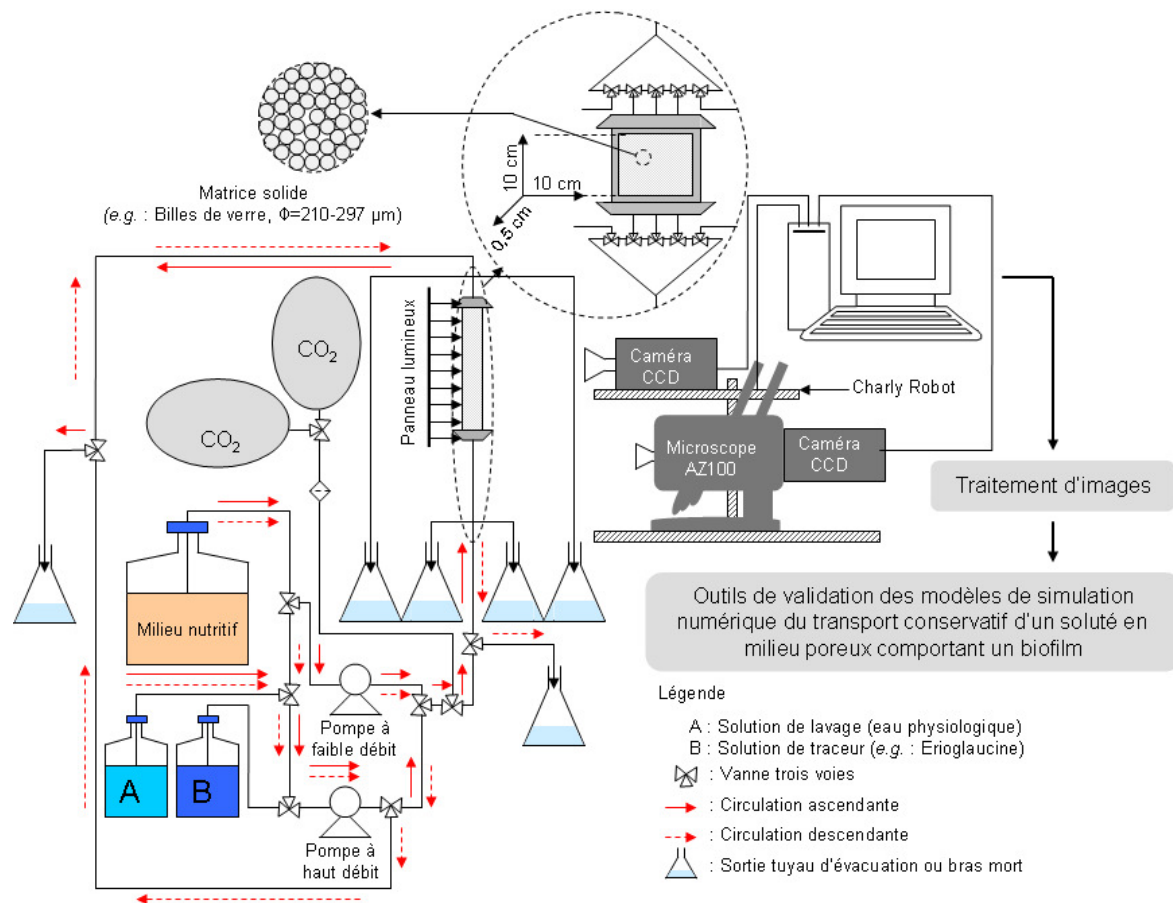 Matrice solide
(e.g. : Billes de verre, Φ=210-297 µm)
10 cm
10 cm
0,5 cm
CO2
CO2
Panneau lumineux
Caméra
CCD
Charly Robot
Microscope
AZ100
Caméra
CCD
Traitement d'images
Outils de validation des modèles de simulation
numérique du transport conservatif d'un soluté en
milieu poreux comportant un biofilm
Milieu nutritif
A
B
Pompe à
faible débit
Pompe à
haut débit
Légende
A : Solution de lavage (eau physiologique)
B : Solution de traceur (e.g. : Erioglaucine)
: Vanne trois voies
: Circulation ascendante
: Circulation descendante
: Sortie tuyau d'évacuation ou bras mort